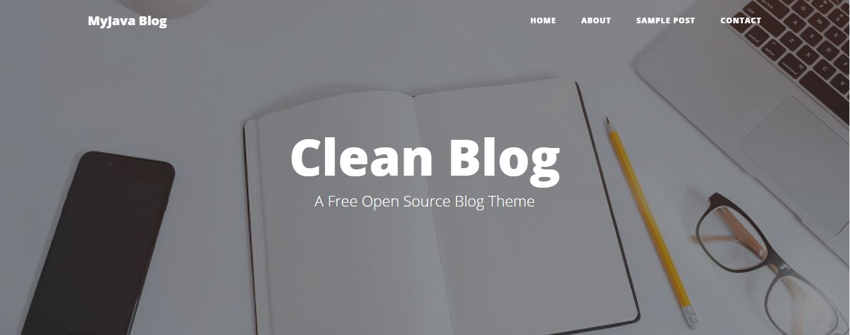 MyJava Blog
HOME ABOUT SAMPLE POST CONTACT
Clean Blog
A Free Open Source Blog Theme